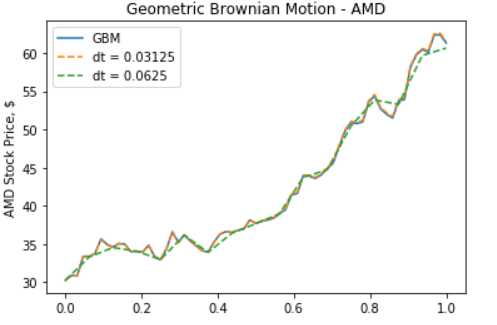 Geometric Brownian Motion - AMD
GBM
dt = 0.03125
dt = 0.0625
AMD Stock Price, $
60
55
50
45
40
35
30
0.0
0.2
0.4
0.6
0.8
1.0